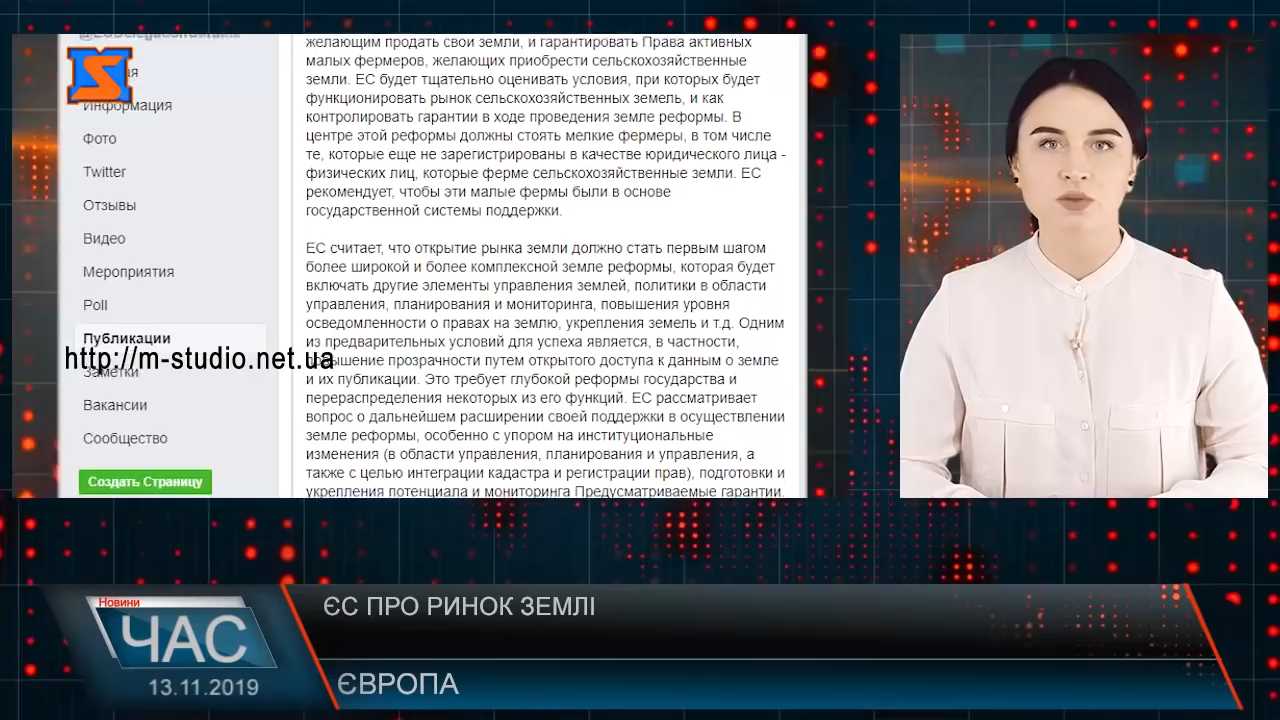 Информация
Фото
Twitter
Отзывы
Видео
Мероприятия
Poll
Публикации
http://m-studio.net.ua
Заметки
Вакансии
Сообщество
Создать Страницу
желающим продать свои земли, и гарантировать Права активных
малых фермеров, желающих приобрести сельскохозяйственные
земли. ЕС будет тщательно оценивать условия, при которых будет
функционировать рынок сельскохозяйственных земель, и как
контролировать гарантии в ходе проведения земле реформы. В
центре этой реформы должны стоять мелкие фермеры, в том числе
те, которые еще не зарегистрированы в качестве юридического лица -
физических лиц, которые ферме сельскохозяйственные земли. ЕС
рекомендует, чтобы эти малые фермы были в основе
государственной системы поддержки.
ЕС считает, что открытие рынка земли должно стать первым шагом
более широкой и более комплексной земле реформы, которая будет
включать другие элементы управления землей, политики в области
управления, планирования и мониторинга, повышения уровня
осведомленности о правах на землю, укрепления земель и т.д. Одним
из предварительных условий для успеха является, в частности,
повышение прозрачности путем открытого доступа к данным о земле
и их публикации. Это требует глубокой реформы государства и
перераспределения некоторых из его функций. ЕС рассматривает
вопрос о дальнейшем расширении своей поддержки в осуществлении
земле реформы, особенно с упором на институциональные
изменения (в области управления, планирования и управления, а
также с целью интеграции кадастра и регистрации прав), подготовки и
укрепления потенциала и мониторинга Предусматриваемые гарантии.
Новини
ЧАС
13.11.2019
ЄС ПРО РИНОК ЗЕМЛІ
ЄВРОПА